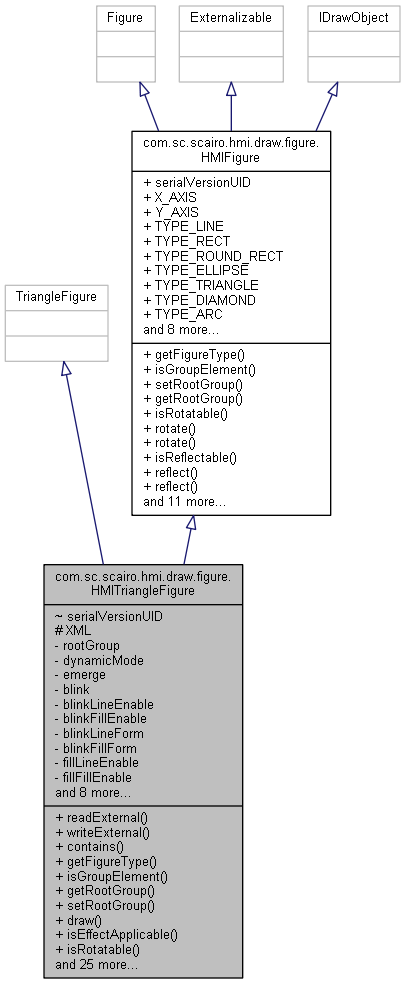 Figure
Externalizable
IDrawObject
com.sc.scairo.hmi.draw.figure.
HMIFigure
+ serialVersionUID
+ X_AXIS
+ Y_AXIS
+ TYPE_LINE
+ TYPE_RECT
+ TYPE_ROUND_RECT
+ TYPE_ELLIPSE
+ TYPE_TRIANGLE
+ TYPE_DIAMOND
+ TYPE_ARC
and 8 more...
+ getFigureType()
+ isGroupElement()
+ setRootGroup()
+ getRootGroup()
+ isRotatable()
+ rotate()
+ rotate()
+ isReflectable()
+ reflect()
+ reflect()
and 11 more...
TriangleFigure
com.sc.scairo.hmi.draw.figure.
HMITriangleFigure
~ serialVersionUID
# XML
- rootGroup
- dynamicMode
- emerge
- blink
- blinkLineEnable
- blinkFillEnable
- blinkLineForm
- blinkFillForm
- fillLineEnable
- fillFillEnable
and 8 more...
+ readExternal()
+ writeExternal()
+ contains()
+ getFigureType()
+ isGroupElement()
+ getRootGroup()
+ setRootGroup()
+ draw()
+ isEffectApplicable()
+ isRotatable()
and 25 more...